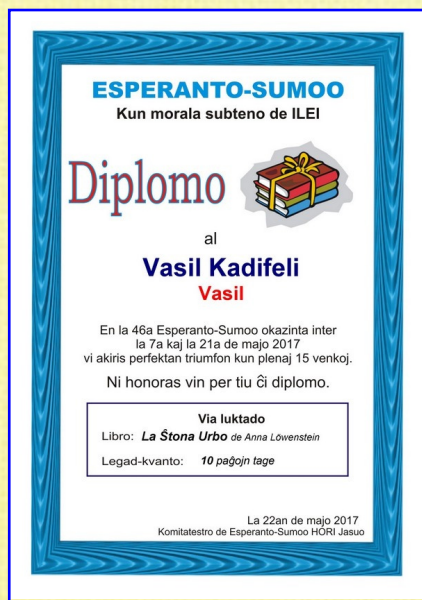 ESPERANTO-SUMOO
Kun morala subteno de ILEI
Diplomo
al
Vasil Kadifeli
Vasil
En la 46a Esperanto-Sumoo okazinta inter
la 7a kaj la 21a de majo 2017
vi akiris perfektan triumfon kun plenaj 15 venkoj.
Ni honoras vin per tiu ĉi diplomo.
Via luktado
Libro: La Ŝtona Urbo de Anna Löwenstein
Legad-kvanto: 10 paĝojn tage
La 22an de majo 2017
Komitatestro de Esperanto-Sumoo HORI Jasuo